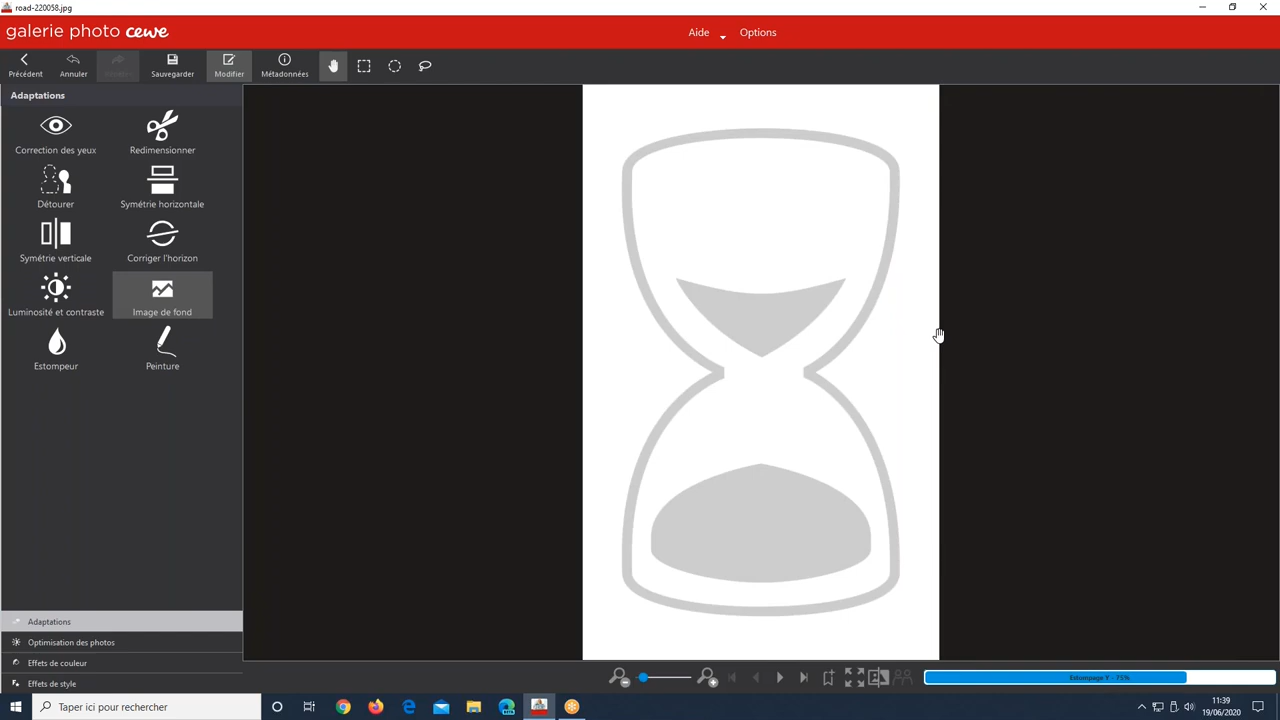 road-220058.jpg
galerie photo cewe
Aide
Options
Précédent
Annuler
Sauvegarder
Modifier
Métadonnées
Adaptations
Correction des yeux
Redimensionner
Détourer
Symétrie horizontale
Symétrie verticale
Corriger l'horizon
Luminosité et contraste
Image de fond
Estompeur
Peinture
Adaptations
Optimisation des photos
Effets de couleur
Effets de style
Estompage Y - 75%
Taper ici pour rechercher
11:39
19/06/2020